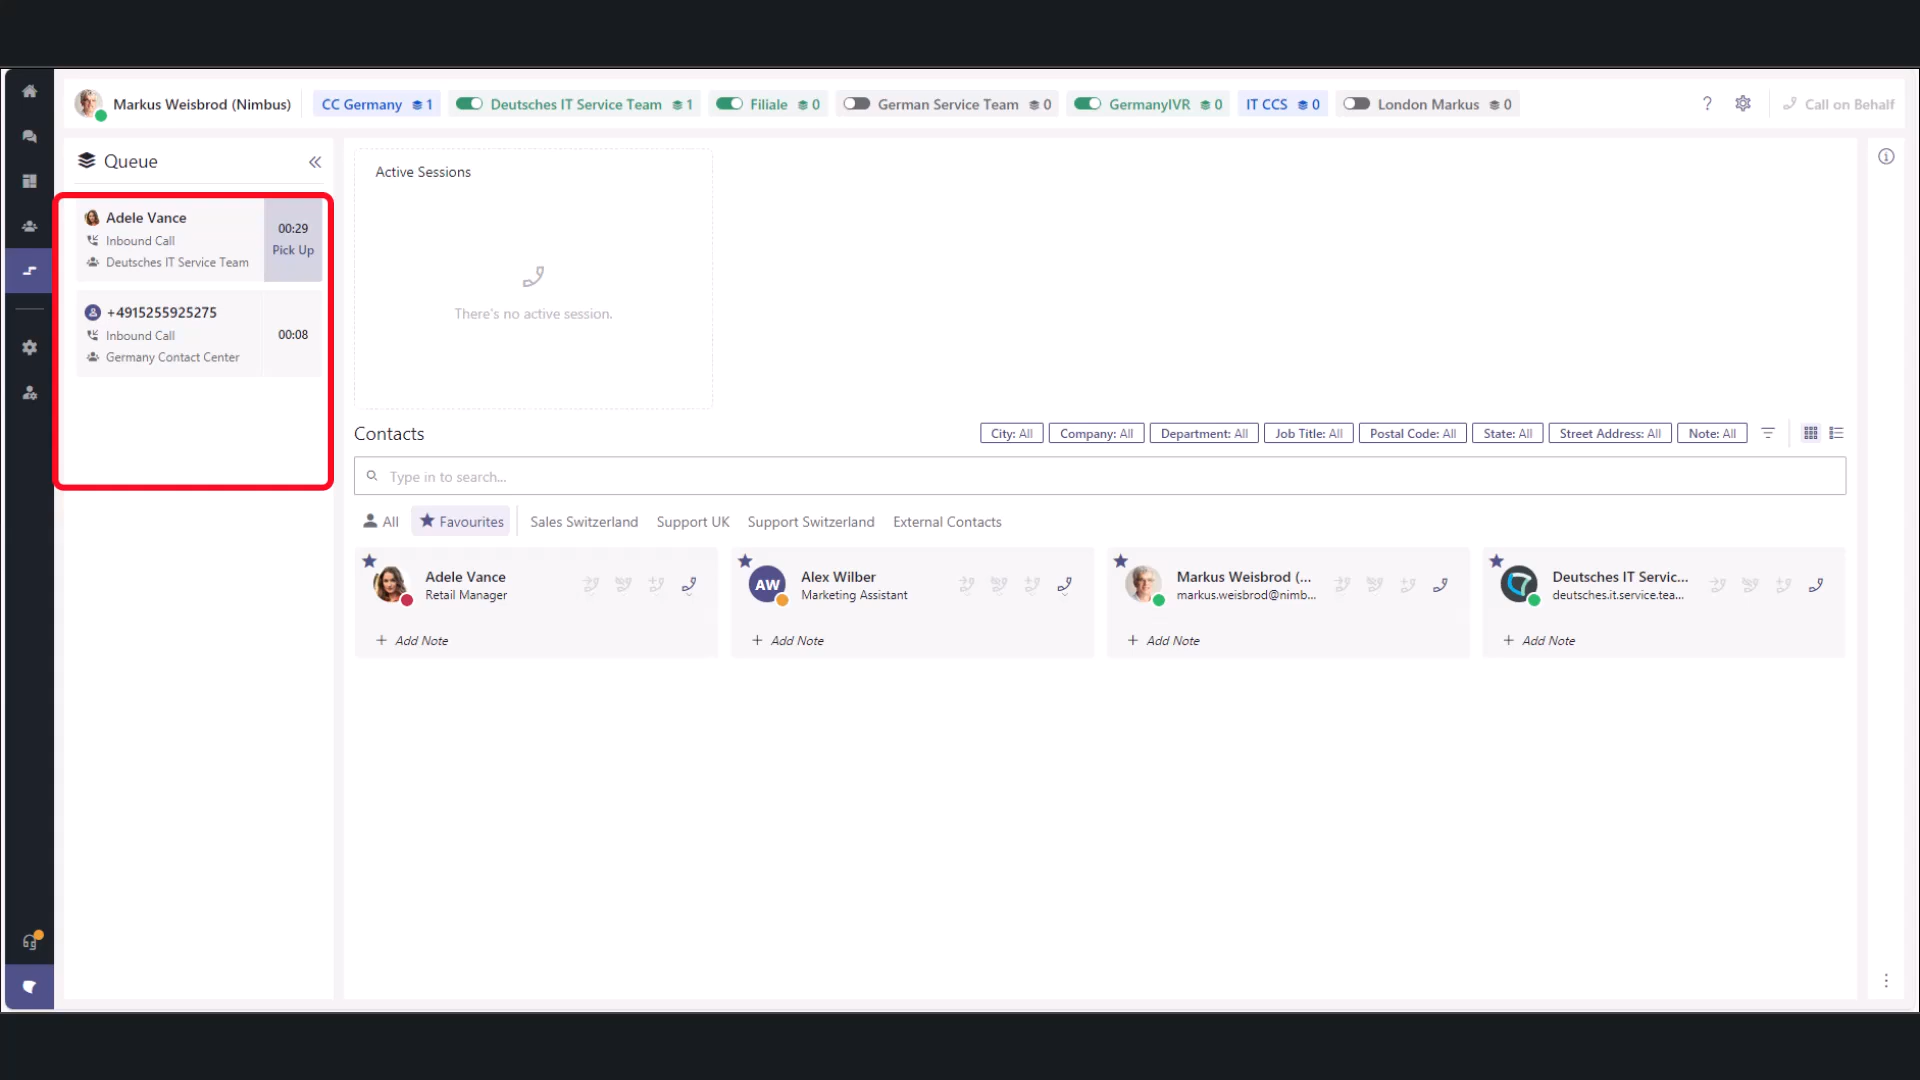 Markus Weisbrod (Nimbus)
CC Germany 1
Deutsches IT Service Team 1
Filiale 0
German Service Team 0
GermanyIVR 0
IT CCS 0
London Markus 0
?
Call on Behalf
Queue
Adele Vance
Inbound Call
Deutsches IT Service Team
00:29
Pick Up
+4915255925275
Inbound Call
Germany Contact Center
00:08
Active Sessions
There's no active session.
Contacts
City: All
Company: All
Department: All
Job Title: All
Postal Code: All
State: All
Street Address: All
Note: All
Type in to search...
All
Favourites
Sales Switzerland
Support UK
Support Switzerland
External Contacts
Adele Vance
Retail Manager
+ Add Note
AW
Alex Wilber
Marketing Assistant
+ Add Note
Markus Weisbrod (...
markus.weisbrod@nimb...
+ Add Note
Deutsches IT Servic...
deutsches.it.service.tea...
+ Add Note